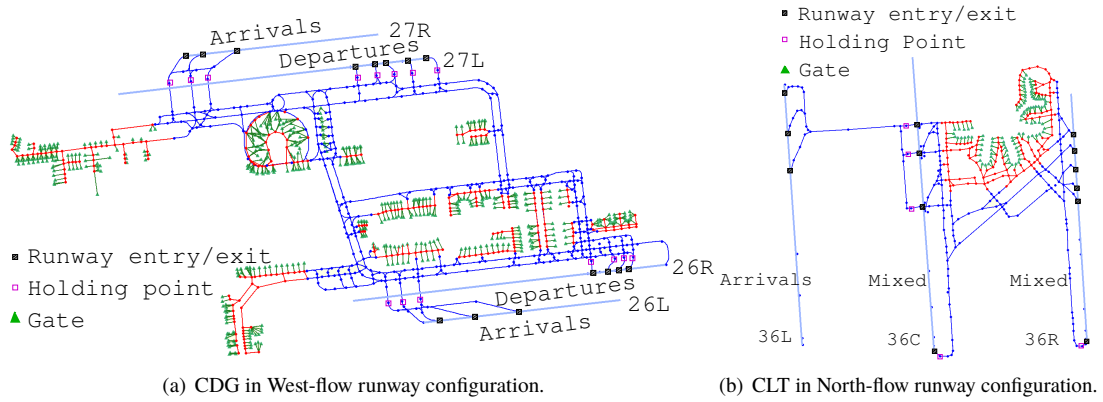 Arrivals 27R
Departures 27L
Runway entry/exit
Holding point
Gate
26R
Departures 26L
Arrivals
(a) CDG in West-flow runway configuration.
Runway entry/exit
Holding Point
Gate
Arrivals Mixed Mixed
36L 36C 36R
(b) CLT in North-flow runway configuration.